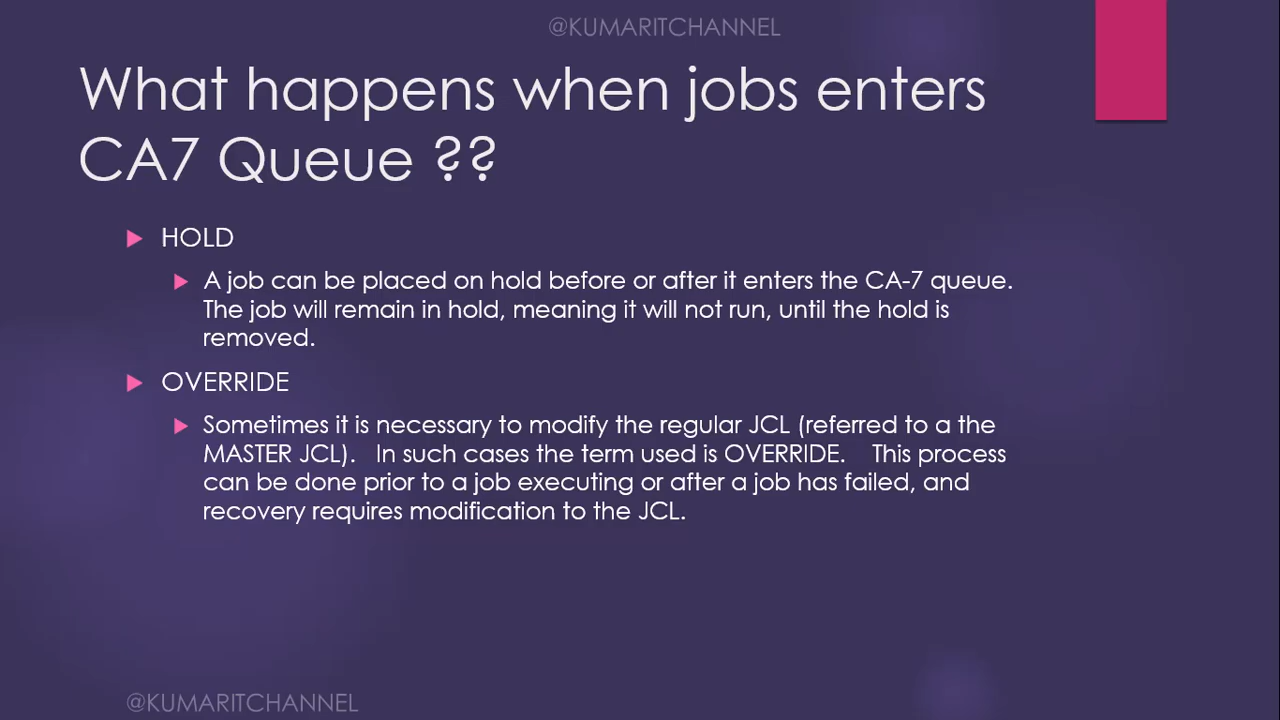 @KUMARITCHANNEL
What happens when jobs enters
CA7 Queue ??
HOLD
A job can be placed on hold before or after it enters the CA-7 queue.
The job will remain in hold, meaning it will not run, until the hold is
removed.
OVERRIDE
Sometimes it is necessary to modify the regular JCL (referred to a the
MASTER JCL).   In such cases the term used is OVERRIDE.    This process
can be done prior to a job executing or after a job has failed, and
recovery requires modification to the JCL.
@KUMARITCHANNEL